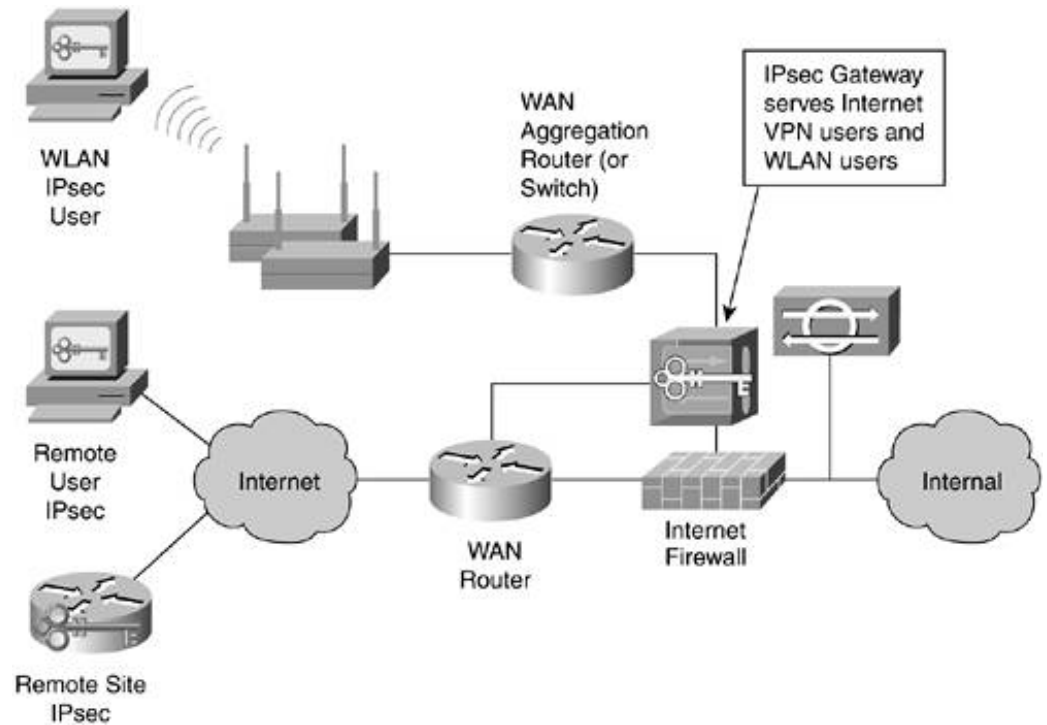 WLAN
IPsec
User
WAN
Aggregation
Router (or
Switch)
IPsec Gateway
serves Internet
VPN users and
WLAN users
Remote
User
IPsec
Internet
WAN
Router
Internet
Firewall
Internal
Remote Site
IPsec